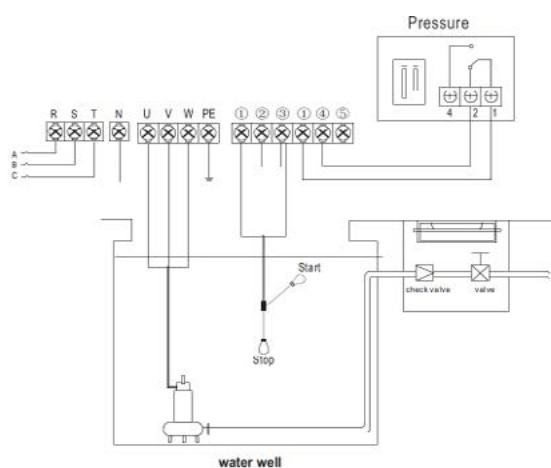 Pressure
4 2 1
R S T N U V W PE ① ② ③ ① ④ ⑤
A
B
C
Start
Stop
check valve valve
water well